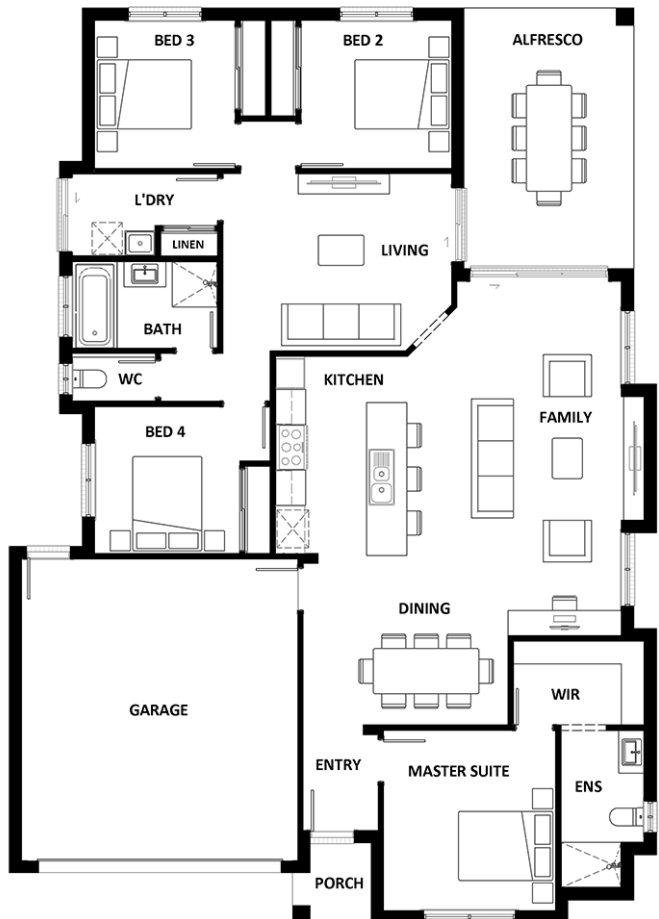 BED 3
BED 2
ALFRESCO
L'DRY
LINEN
LIVING
BATH
WC
KITCHEN
FAMILY
BED 4
DINING
WIR
GARAGE
ENTRY
MASTER SUITE
ENS
PORCH